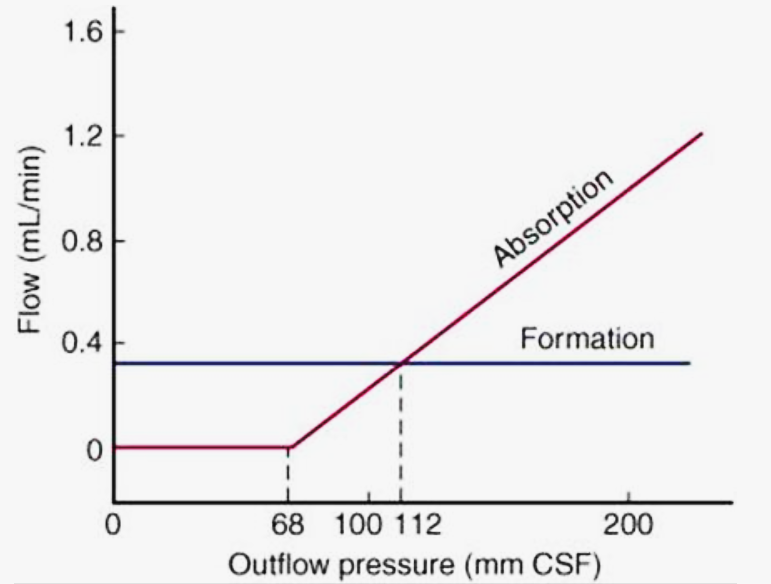 1.6
1.2
0.8
0.4
0
Flow (mL/min)
Absorption
Formation
0 68 100 112 200
Outflow pressure (mm CSF)